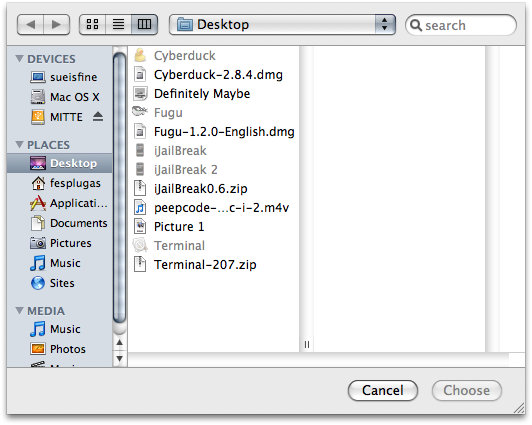 Desktop
search
DEVICES
sueisfine
Mac OS X
MITTE
PLACES
Desktop
fesplugas
Applicati...
Documents
Pictures
Music
Sites
MEDIA
Music
Photos
Cyberduck
Cyberduck-2.8.4.dmg
Definitely Maybe
Fugu
Fugu-1.2.0-English.dmg
iJailBreak
iJailBreak 2
iJailBreak0.6.zip
peepcode-...c-i-2.m4v
Picture 1
Terminal
Terminal-207.zip
Cancel
Choose